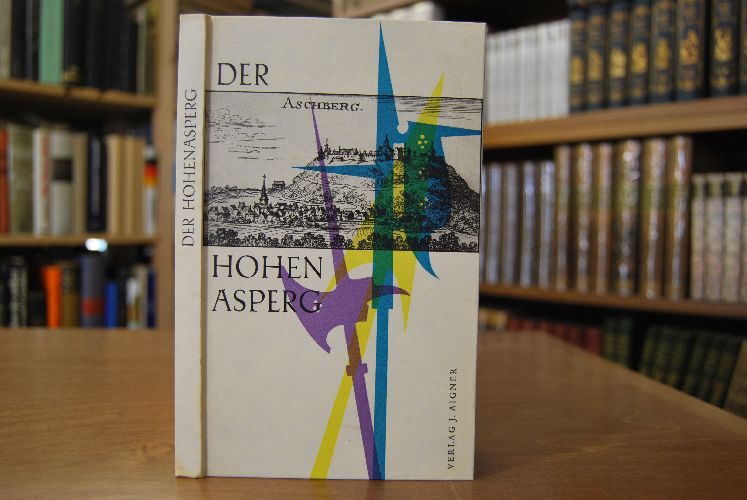 DER HOHENASPERG
DER
ASCHBERG.
HOHEN
ASPERG
VERLAG J. AIGNER